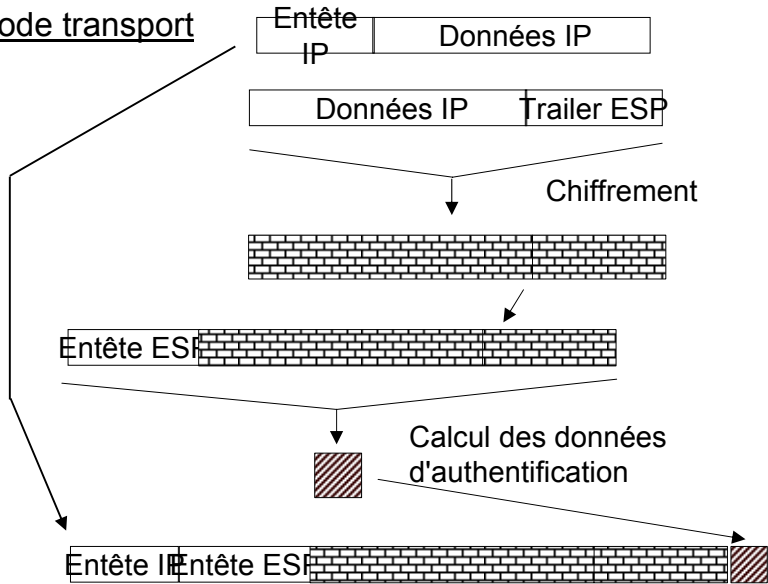 ode transport
Entête IP
Données IP
Données IP
Trailer ESP
Chiffrement
Entête ESP
Calcul des données
d'authentification
Entête IP
Entête ESP